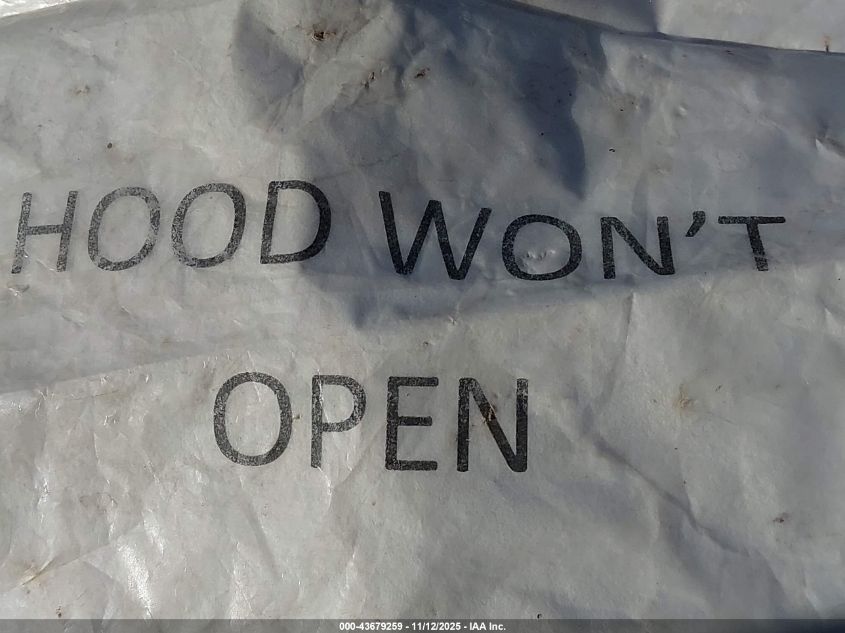 HOOD WON'T
OPEN
000-43679259 - 11/12/2025 - IAA Inc.